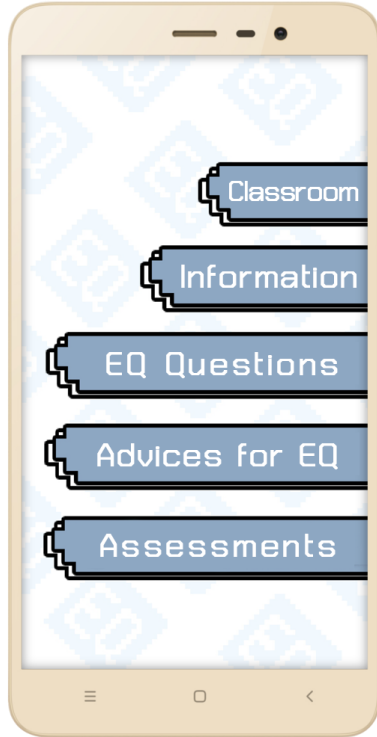 Classroom
Information
EQ Questions
Advices for EQ
Assessments